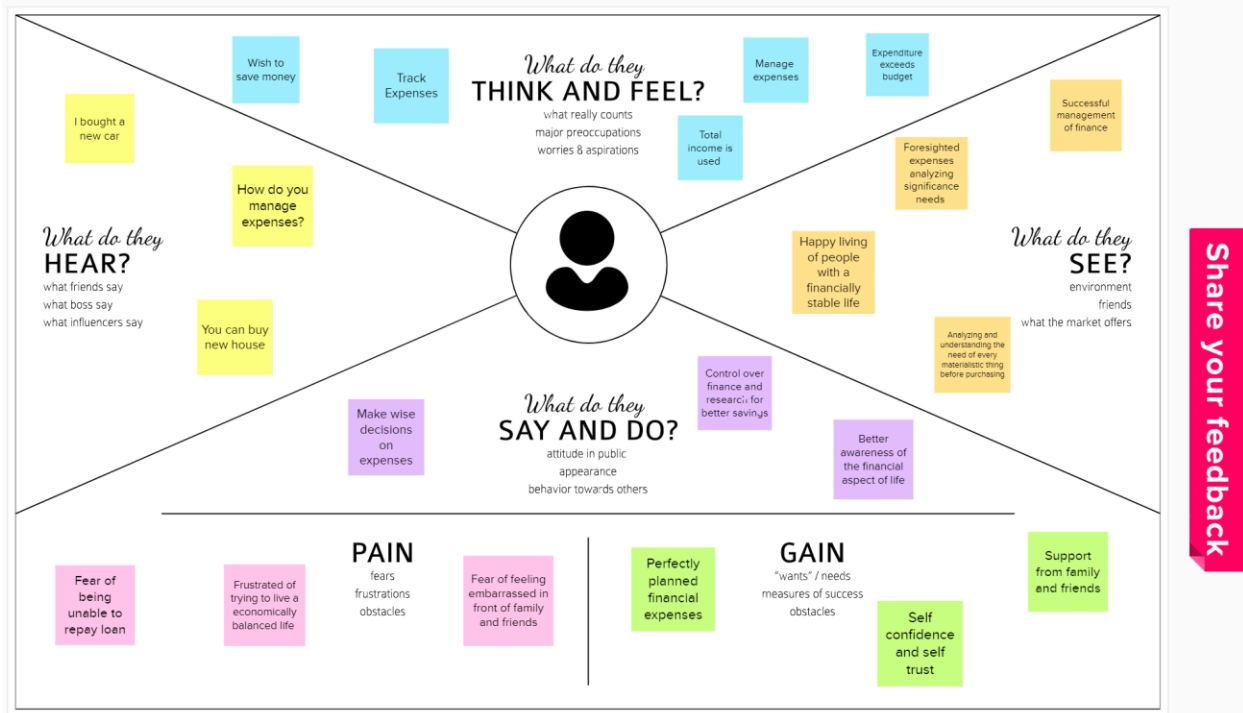 Wish to
save money
Track
Expenses
What do they
THINK AND FEEL?
what really counts
major preoccupations
worries & aspirations
Manage
expenses
Expenditure
exceeds
budget
Total
income is
used
I bought a
new car
How do you
manage
expenses?
What do they
HEAR?
what friends say
what boss say
what influencers say
You can buy
new house
Successful
management
of finance
Foresighted
expenses
analyzing
significance
needs
Happy living
of people
with a
financially
stable life
What do they
SEE?
environment
friends
what the market offers
Analyzing and
understanding the
need of every
materialistic thing
before purchasing
Make wise
decisions
on
expenses
What do they
SAY AND DO?
attitude in public
appearance
behavior towards others
Control over
finance and
research for
better savings
Better
awareness of
the financial
aspect of life
PAIN
fears
frustrations
obstacles
Fear of
being
unable to
repay loan
Frustrated of
trying to live a
economically
balanced life
Fear of feeling
embarrassed in
front of family
and friends
GAIN
"wants" / needs
measures of success
obstacles
Perfectly
planned
financial
expenses
Self
confidence
and self
trust
Support
from family
and friends
Share your feedback